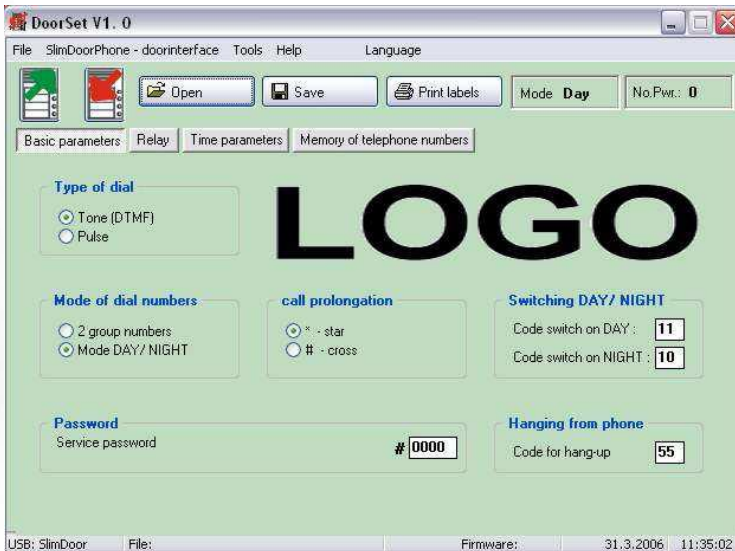 DoorSet V1. 0
File SlimDoorPhone - doorinterface Tools Help Language
Open Save Print labels Mode Day No.Pwr.: 0
Basic parameters Relay Time parameters Memory of telephone numbers
Type of dial
Tone (DTMF)
Pulse
LOGO
Mode of dial numbers
2 group numbers
Mode DAY/ NIGHT
call prolongation
* - star
# - cross
Switching DAY/ NIGHT
Code switch on DAY : 11
Code switch on NIGHT : 10
Password
Service password # 0000
Hanging from phone
Code for hang-up 55
USB: SlimDoor File: Firmware: 31.3.2006 11:35:02